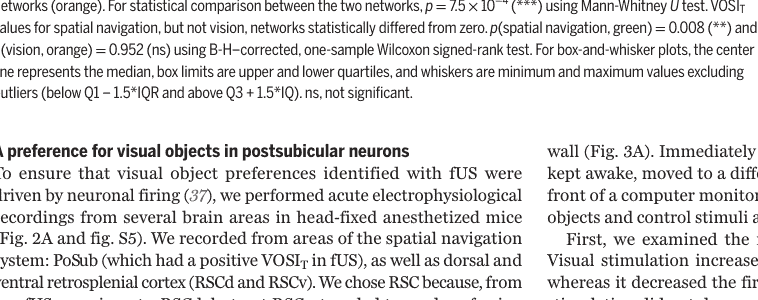 etworks (orange). For statistical comparison between the two networks, p = 7.5 × 10⁻⁴ (***) using Mann-Whitney U test. VOSI_T
alues for spatial navigation, but not vision, networks statistically differed from zero. p(spatial navigation, green) = 0.008 (**) and
(vision, orange) = 0.952 (ns) using B-H–corrected, one-sample Wilcoxon signed-rank test. For box-and-whisker plots, the center
ne represents the median, box limits are upper and lower quartiles, and whiskers are minimum and maximum values excluding
utliers (below Q1 − 1.5*IQR and above Q3 + 1.5*IQ). ns, not significant.
A preference for visual objects in postsubicular neurons
To ensure that visual object preferences identified with fUS were
driven by neuronal firing (37), we performed acute electrophysiological
recordings from several brain areas in head-fixed anesthetized mice
(Fig. 2A and fig. S5). We recorded from areas of the spatial navigation
system: PoSub (which had a positive VOSI_T in fUS), as well as dorsal and
ventral retrosplenial cortex (RSCd and RSCv). We chose RSC because, from
wall (Fig. 3A). Immediately
kept awake, moved to a diffe
front of a computer monitor
objects and control stimuli a
First, we examined the
Visual stimulation increase
whereas it decreased the fir